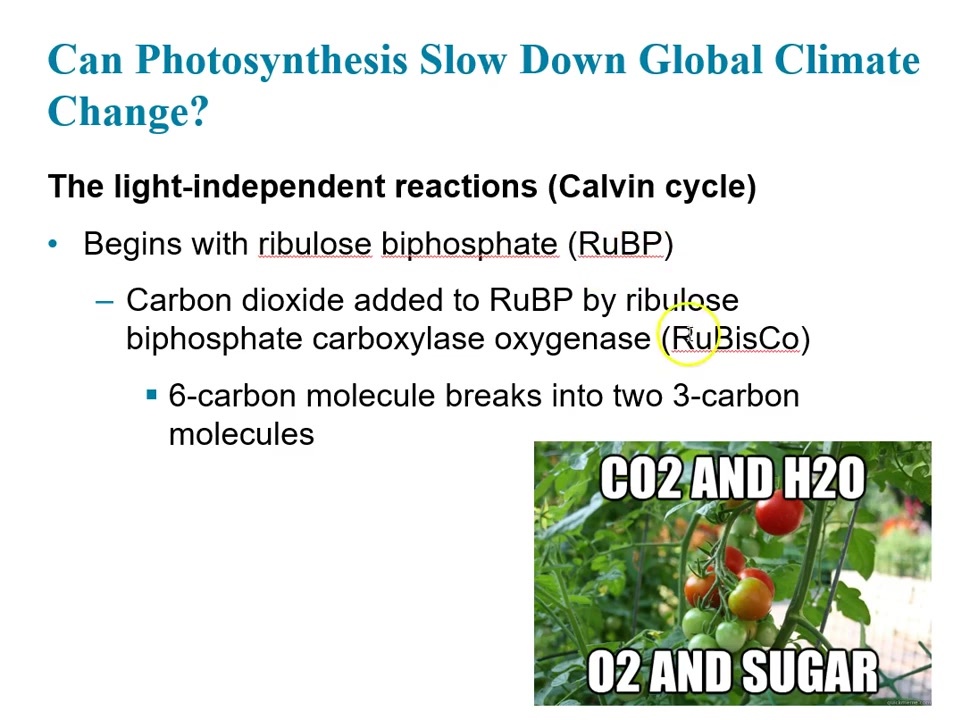 Can Photosynthesis Slow Down Global Climate
Change?
The light-independent reactions (Calvin cycle)
• Begins with ribulose biphosphate (RuBP)
– Carbon dioxide added to RuBP by ribulose
biphosphate carboxylase oxygenase (RuBisCo)
▪ 6-carbon molecule breaks into two 3-carbon
molecules
CO2 AND H2O
O2 AND SUGAR